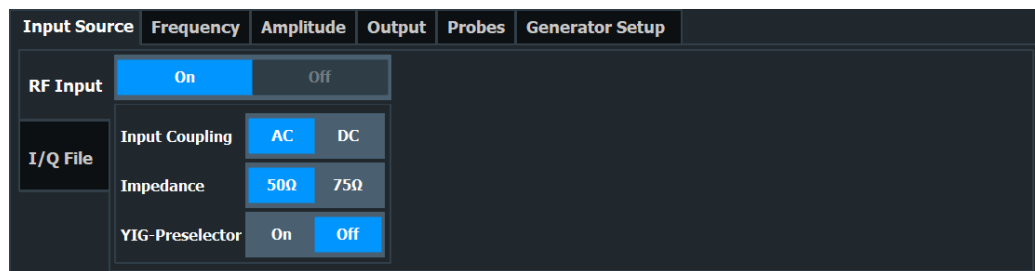 Input Source Frequency Amplitude Output Probes Generator Setup
RF Input On Off
Input Coupling AC DC
I/Q File
Impedance 50Ω 75Ω
YIG-Preselector On Off